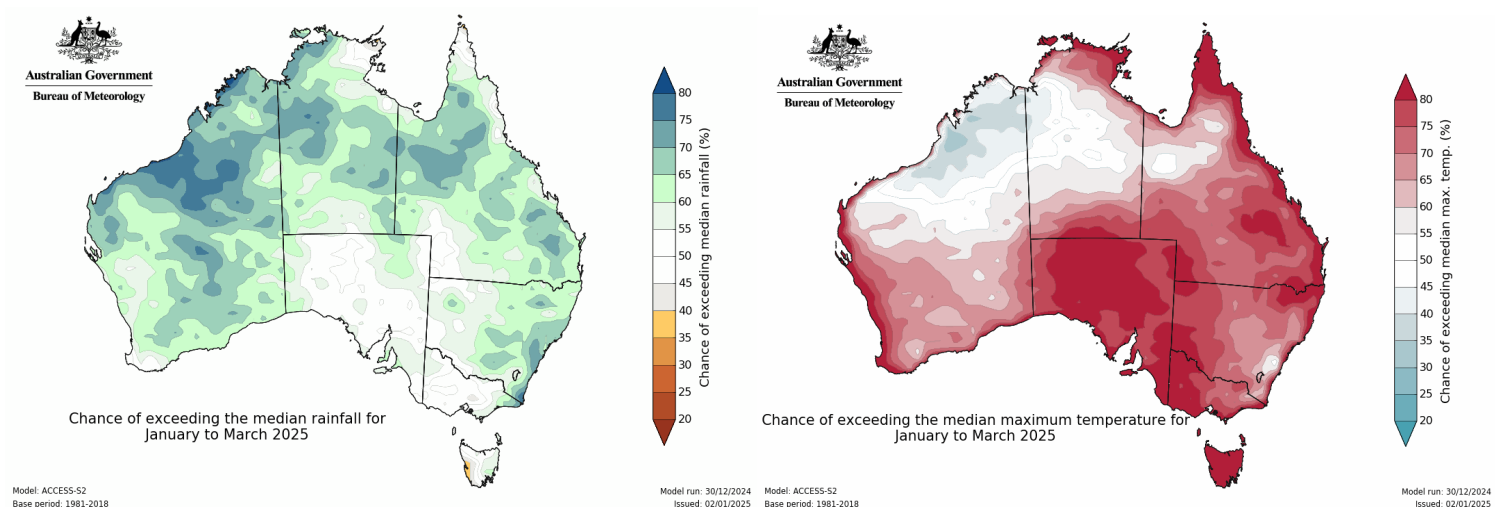 Australian Government
Bureau of Meteorology
80
75
70
65
60
55
50
45
40
35
30
25
20
Chance of exceeding median rainfall (%)
Chance of exceeding the median rainfall for
January to March 2025
Model: ACCESS-S2
Base period: 1981-2018
Model run: 30/12/2024
Issued: 02/01/2025
Australian Government
Bureau of Meteorology
80
75
70
65
60
55
50
45
40
35
30
25
20
Chance of exceeding median max. temp. (%)
Chance of exceeding the median maximum temperature for
January to March 2025
Model: ACCESS-S2
Base period: 1981-2018
Model run: 30/12/2024
Issued: 02/01/2025